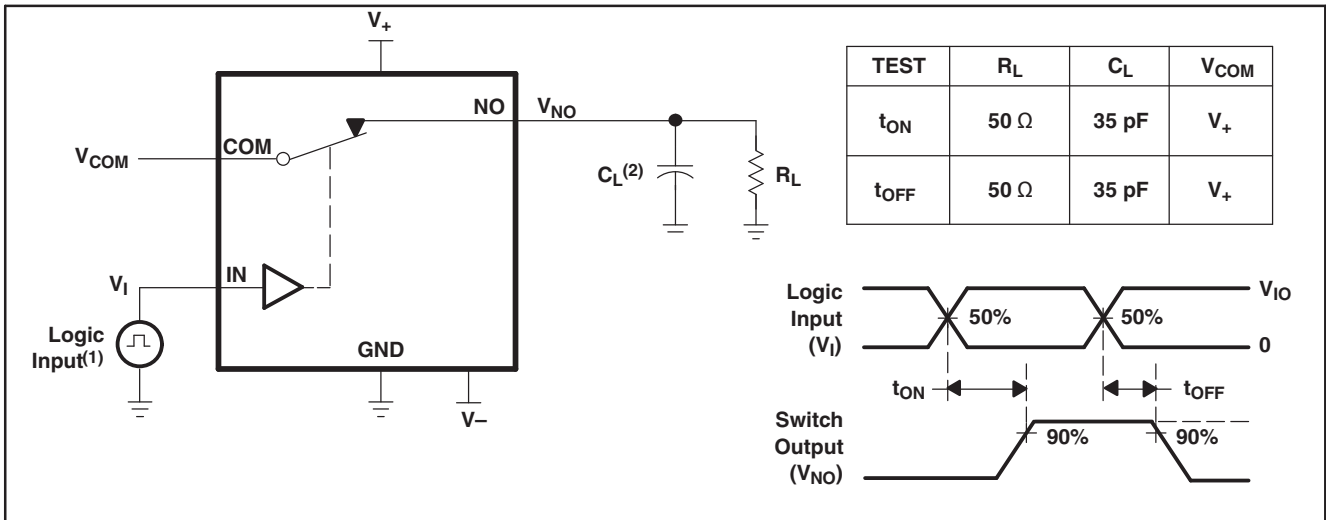 V+
NO
VNO
COM
VCOM
CL(2)
RL
IN
VI
Logic
Input(1)
GND
V–
TEST RL CL VCOM
tON 50 Ω 35 pF V+
tOFF 50 Ω 35 pF V+
Logic
Input
(VI)
50%
50%
VIO
0
tON
tOFF
Switch
Output
(VNO)
90%
90%